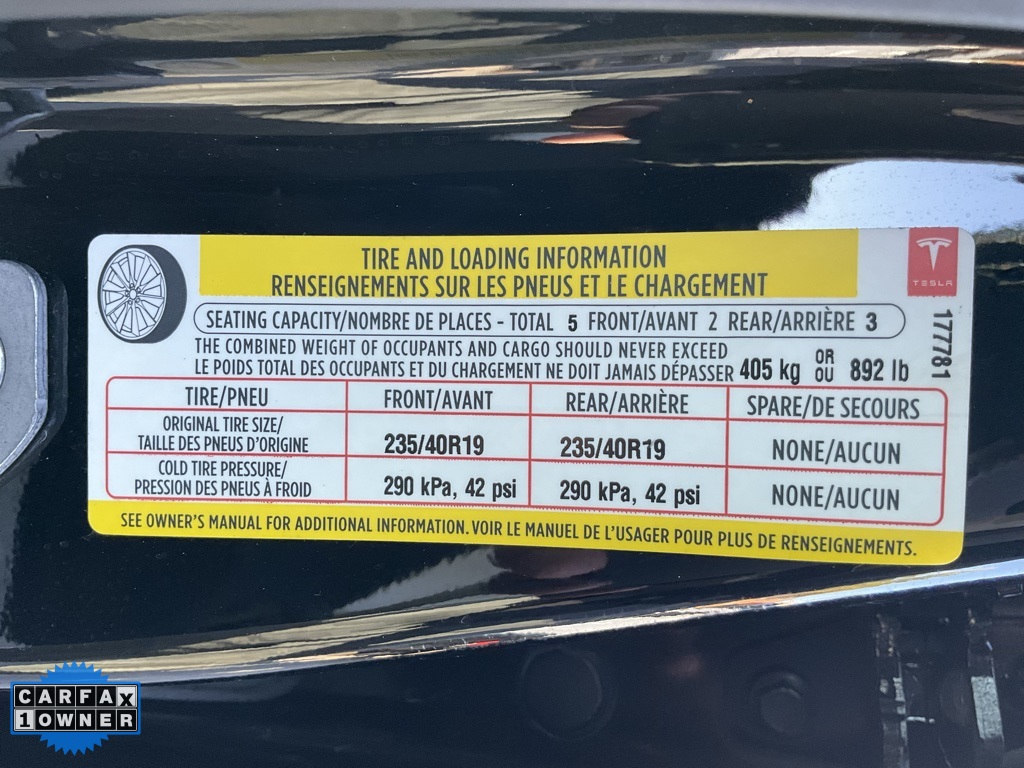 TIRE AND LOADING INFORMATION
RENSEIGNEMENTS SUR LES PNEUS ET LE CHARGEMENT
TESLA
SEATING CAPACITY/NOMBRE DE PLACES - TOTAL 5 FRONT/AVANT 2 REAR/ARRIÈRE 3
177781
THE COMBINED WEIGHT OF OCCUPANTS AND CARGO SHOULD NEVER EXCEED
LE POIDS TOTAL DES OCCUPANTS ET DU CHARGEMENT NE DOIT JAMAIS DÉPASSER
405 kg OR OU 892 lb
TIRE/PNEU FRONT/AVANT REAR/ARRIÈRE SPARE/DE SECOURS
ORIGINAL TIRE SIZE/
TAILLE DES PNEUS D'ORIGINE 235/40R19 235/40R19 NONE/AUCUN
COLD TIRE PRESSURE/
PRESSION DES PNEUS À FROID 290 kPa, 42 psi 290 kPa, 42 psi NONE/AUCUN
SEE OWNER'S MANUAL FOR ADDITIONAL INFORMATION. VOIR LE MANUEL DE L'USAGER POUR PLUS DE RENSEIGNEMENTS.
CARFAX
1 OWNER